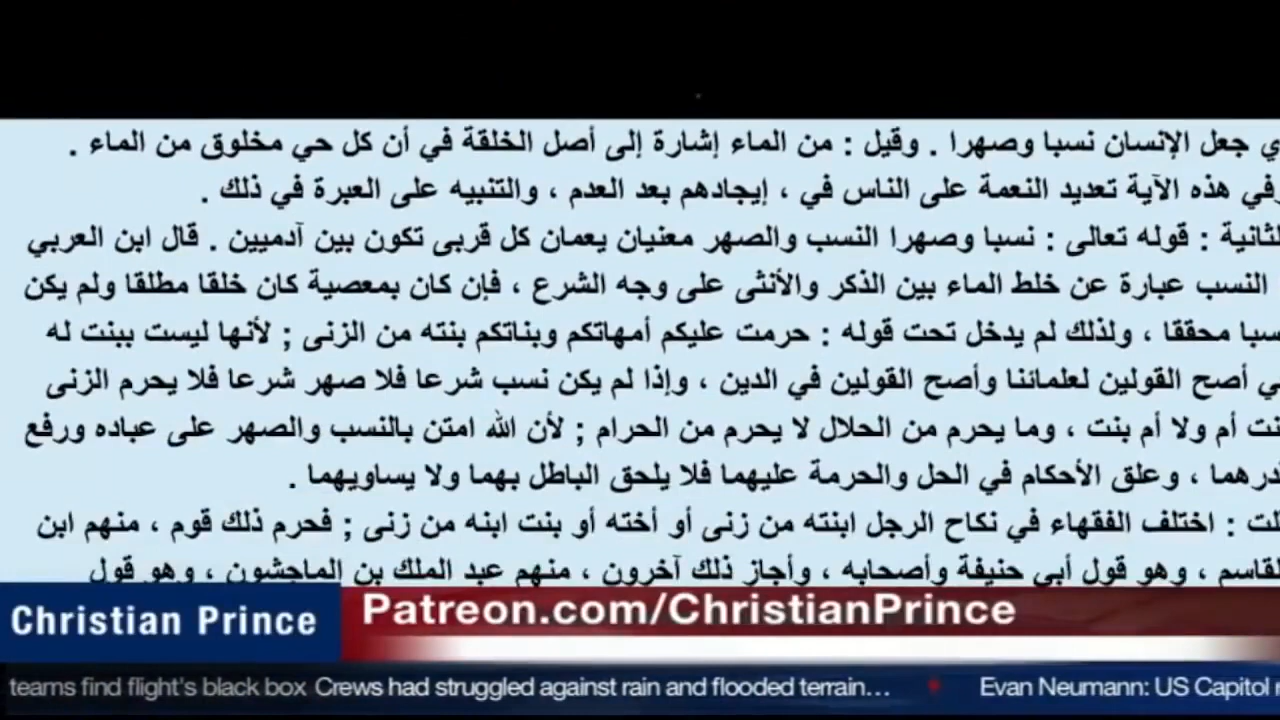 جعل الإنسان نسبا وصهرا . وقيل : من الماء إشارة إلى أصل الخلقة في أن كل حي مخلوق من الماء .
وفي هذه الآية تعديد النعمة على الناس في ، إيجادهم بعد العدم ، والتنبيه على العبرة في ذلك .
الثانية : قوله تعالى : نسبا وصهرا النسب والصهر معنيان يعمان كل قربى تكون بين آدميين . قال ابن العربي
النسب عبارة عن خلط الماء بين الذكر والأنثى على وجه الشرع ، فإن كان بمعصية كان خلقا مطلقا ولم يكن
سبا محققا ، ولذلك لم يدخل تحت قوله : حرمت عليكم أمهاتكم وبناتكم بنته من الزنى ; لأنها ليست ببنت له
ي أصح القولين لعلمائنا وأصح القولين في الدين ، وإذا لم يكن نسب شرعا فلا صهر شرعا فلا يحرم الزنى
نت أم ولا أم بنت ، وما يحرم من الحلال لا يحرم من الحرام ; لأن الله امتن بالنسب والصهر على عباده ورفع
درهما ، وعلق الأحكام في الحل والحرمة عليهما فلا يلحق الباطل بهما ولا يساويهما .
لت : اختلف الفقهاء في نكاح الرجل ابنته من زنى أو أخته أو بنت ابنه من زنى ; فحرم ذلك قوم ، منهم ابن
لقاسم ، وهو قول أبي حنيفة وأصحابه ، وأجاز ذلك آخرون ، منهم عبد الملك بن الماجشون ، وهو قول
Christian Prince
Patreon.com/ChristianPrince
teams find flight's black box Crews had struggled against rain and flooded terrain... Evan Neumann: US Capitol